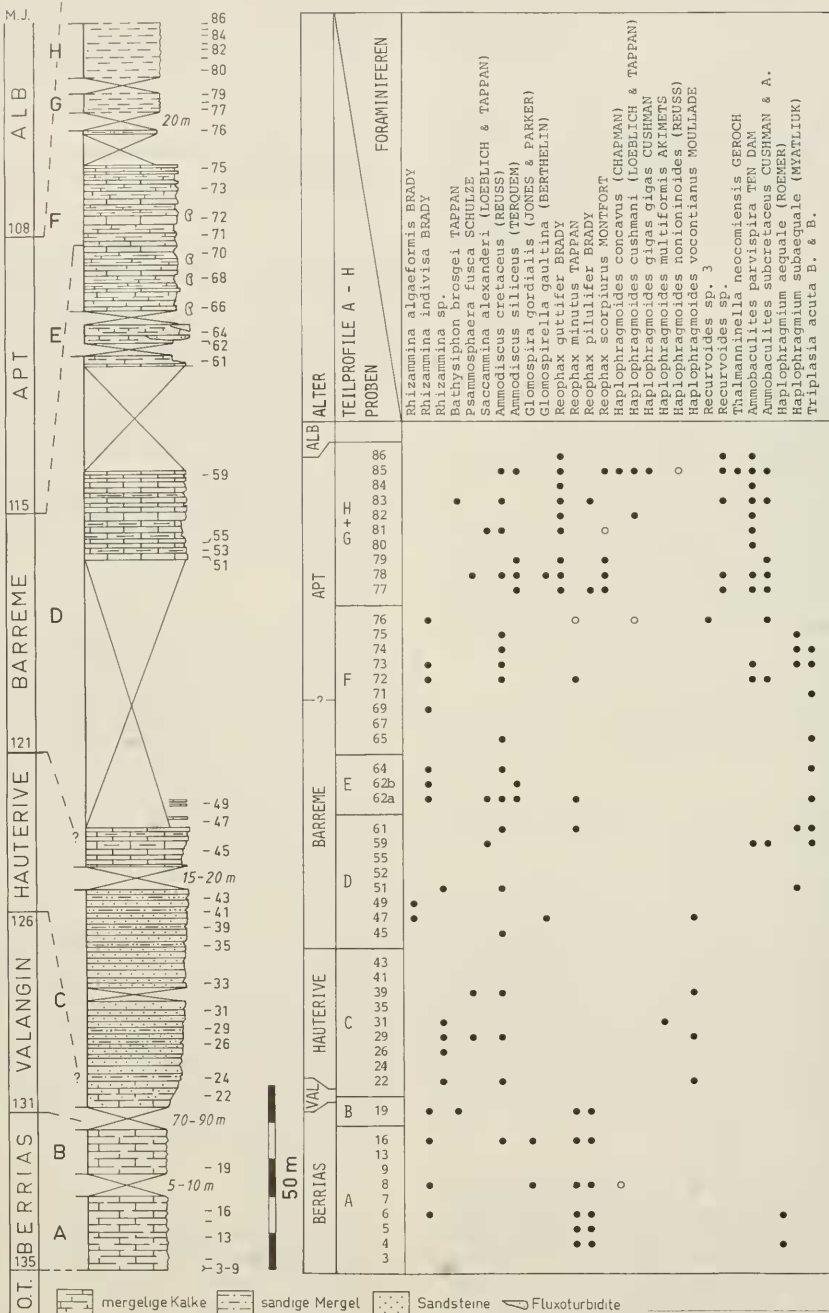 M.J.
ALB
108
APT
115
BARREME
121
HAUTERIVE
126
VALANGIN
131
BERRIAS
135
O.T.
H
G
F
E
D
C
B
A
?
?
86
84
82
80
79
77
20 m
76
75
73
72
71
70
68
66
64
62
61
59
55
53
51
49
47
45
15-20 m
43
41
39
35
33
31
29
26
24
22
70-90 m
19
5-10 m
16
13
3-9
50 m
ALTER
TEILPROFILE A - H
PROBEN
FORAMINIFEREN
Rhizammina algaeformis BRADY
Rhizammina indivisa BRADY
Rhizammina sp.
Bathysiphon brosgei TAPPAN
Psammosphaera fusca SCHULZE
Saccammina alexanderi (LOEBLICH & TAPPAN)
Ammodiscus cretaceus (REUSS)
Ammodiscus siliceus (TERQUEM)
Glomospira gordialis (JONES & PARKER)
Glomospirella gaultina (BERTHELIN)
Reophax guttifer BRADY
Reophax minutus TAPPAN
Reophax pilulifer BRADY
Reophax scorpiurus MONTFORT
Haplophragmoides concavus (CHAPMAN)
Haplophragmoides cushmani (LOEBLICH & TAPPAN)
Haplophragmoides gigas gigas CUSHMAN
Haplophragmoides multiformis AKIMETS
Haplophragmoides nonioninoides (REUSS)
Haplophragmoides vocontianus MOULLADE
Recurvoides sp. 3
Recurvoides sp.
Thalmanninella neocomiensis GEROCH
Ammobaculites parvispira TEN DAM
Ammobaculites subcretaceus CUSHMAN & A.
Haplophragmium aequale (ROEMER)
Haplophragmium subaequale (MYATLIUK)
Triplasia acuta B. & B.
ALB
APT
?
BARREME
HAUTERIVE
VAL
BERRIAS
H + G
F
E
D
C
B
A
86
85
84
83
82
81
80
79
78
77
76
75
74
73
72
71
69
67
65
64
62b
62a
61
59
55
52
51
49
47
45
43
41
39
35
31
29
26
24
22
19
16
13
9
8
7
6
5
4
3
mergelige Kalke
sandige Mergel
Sandsteine
Fluxoturbidite